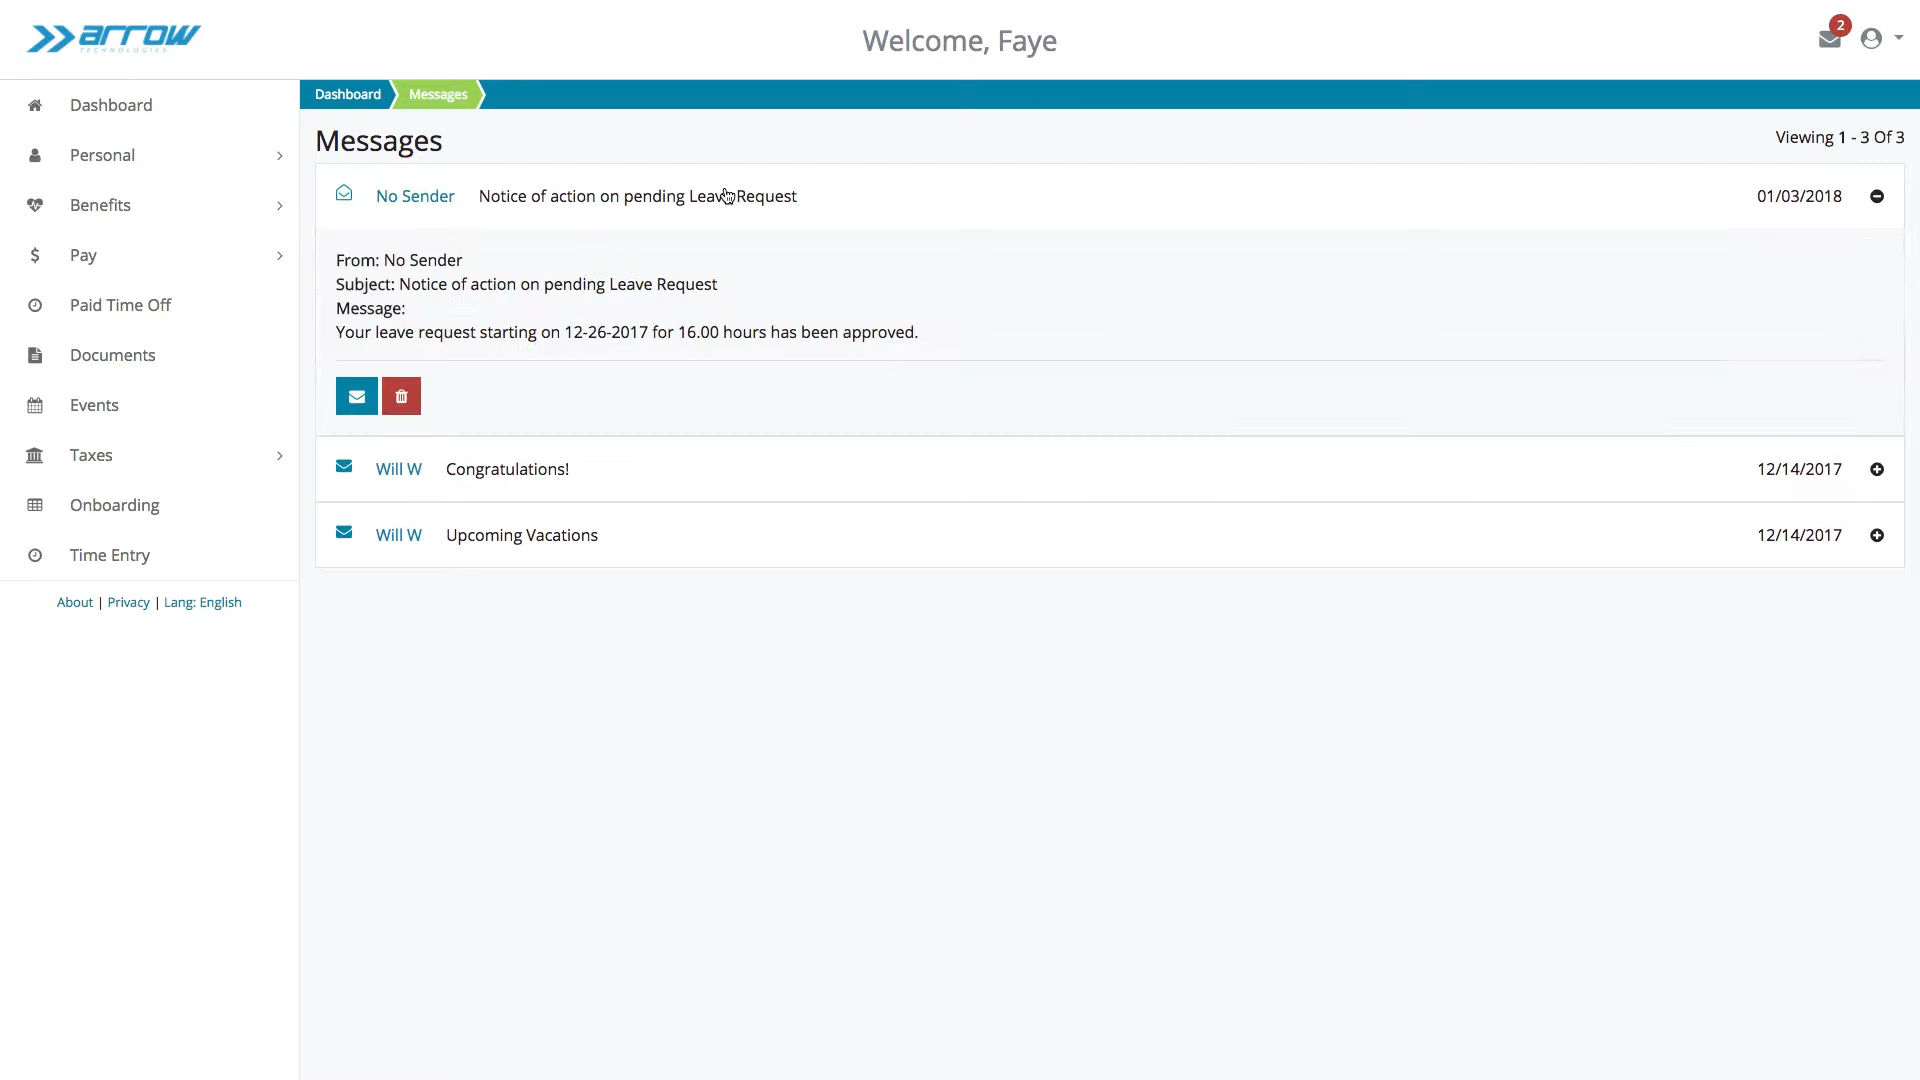 arrow
TECHNOLOGIES
Welcome, Faye
2
Dashboard
Personal
Benefits
Pay
Paid Time Off
Documents
Events
Taxes
Onboarding
Time Entry
About | Privacy | Lang: English
Dashboard Messages
Messages
Viewing 1 - 3 Of 3
No Sender Notice of action on pending Leave Request 01/03/2018
From: No Sender
Subject: Notice of action on pending Leave Request
Message:
Your leave request starting on 12-26-2017 for 16.00 hours has been approved.
Will W Congratulations! 12/14/2017
Will W Upcoming Vacations 12/14/2017